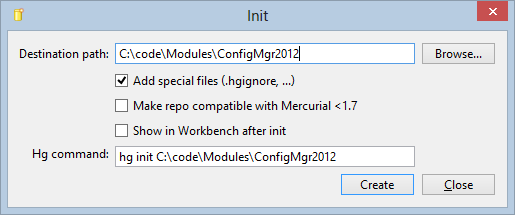 Init
Destination path: C:\code\Modules\ConfigMgr2012 Browse...
Add special files (.hgignore, ...)
Make repo compatible with Mercurial <1.7
Show in Workbench after init
Hg command: hg init C:\code\Modules\ConfigMgr2012
Create Close